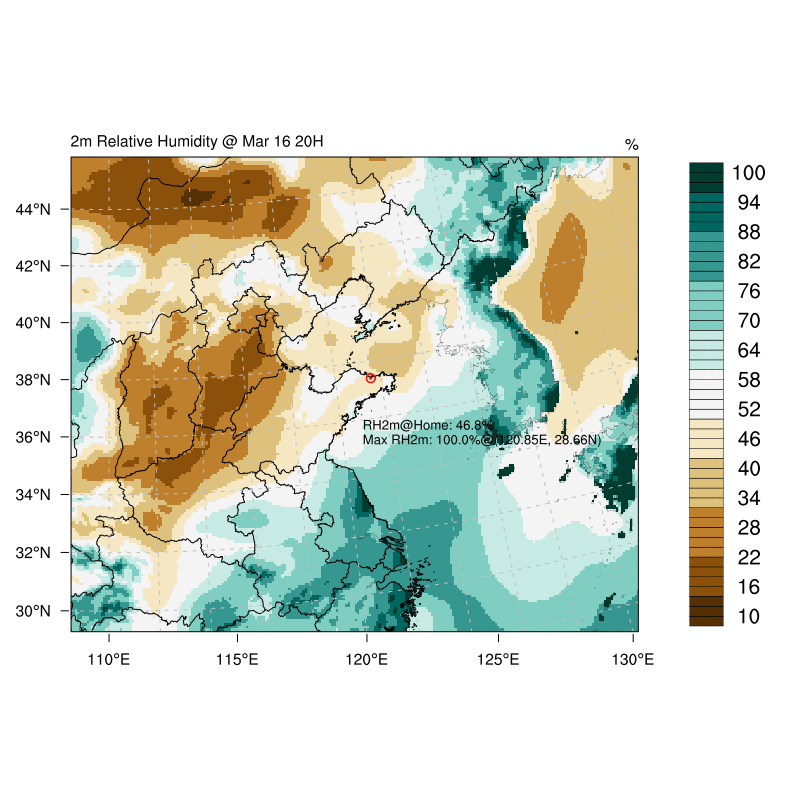 2m Relative Humidity @ Mar 16 20H
%
100
94
88
82
76
70
64
58
52
46
40
34
28
22
16
10
44°N
42°N
40°N
38°N
36°N
34°N
32°N
30°N
RH2m@Home: 46.8%
Max RH2m: 100.0%@(120.85E, 28.66N)
110°E 115°E 120°E 125°E 130°E